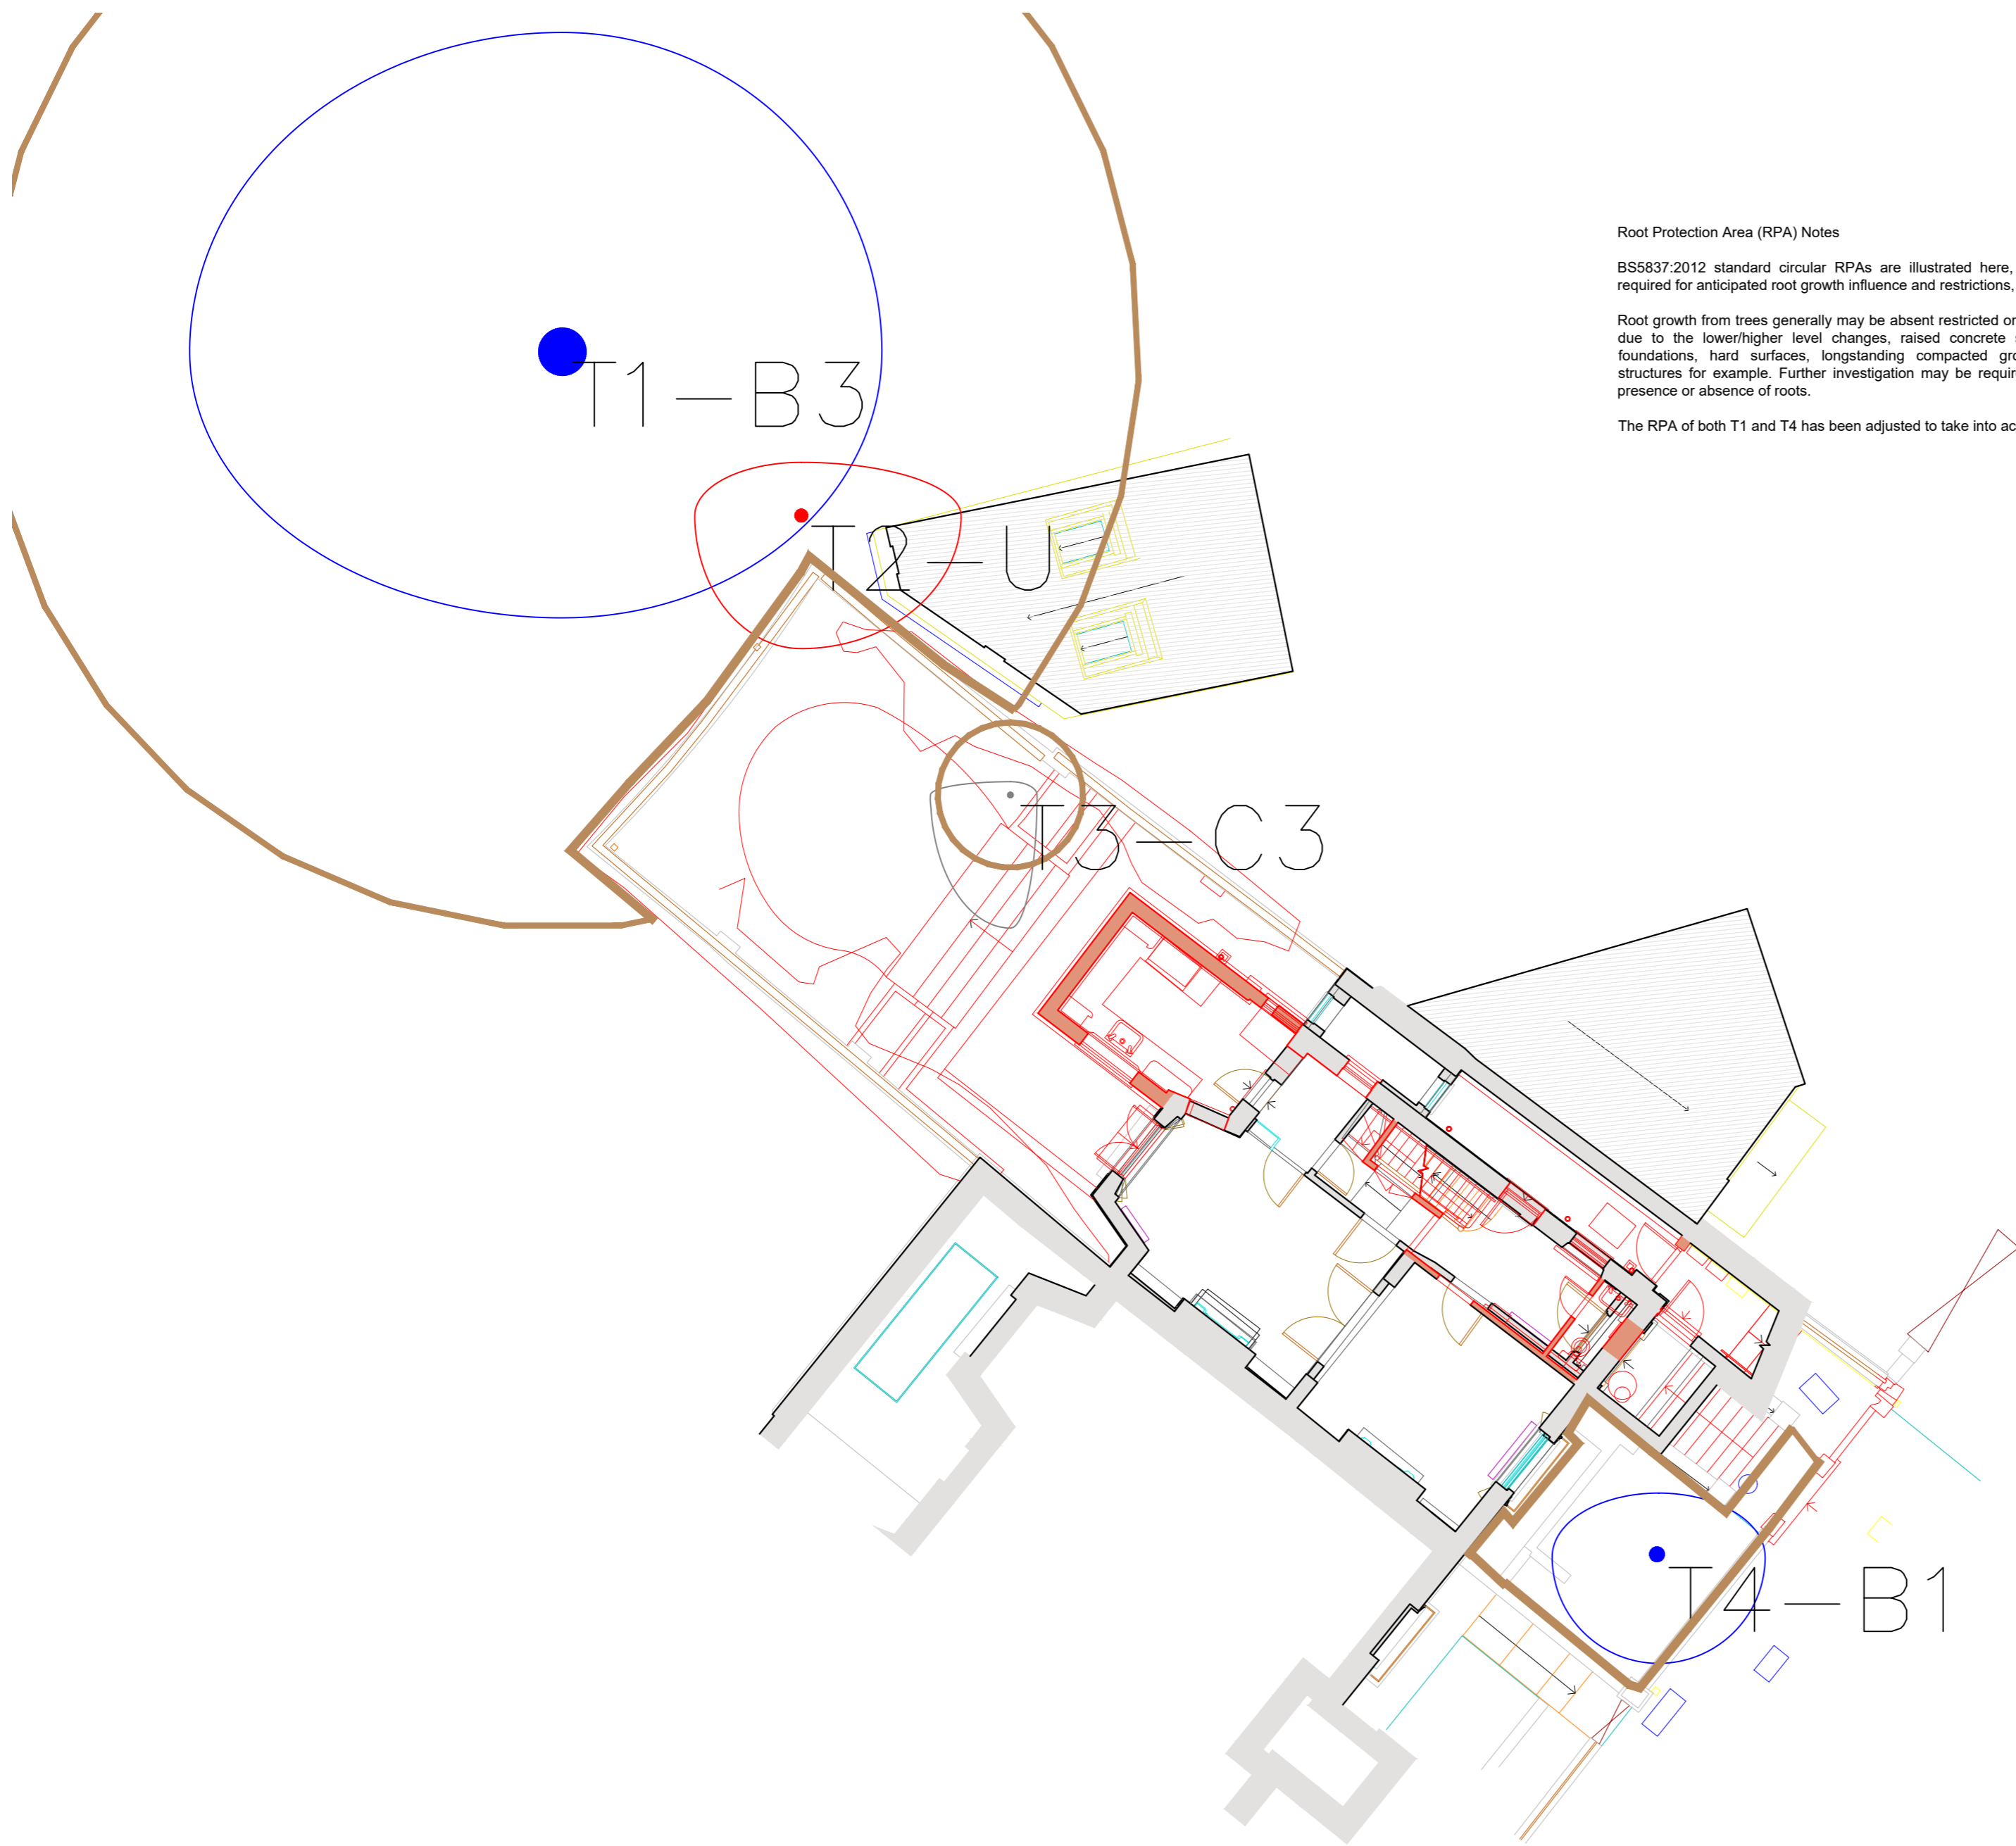 Root Protection Area (RPA) Notes
BS5837:2012 standard circular RPAs are illustrated here,
required for anticipated root growth influence and restrictions,
Root growth from trees generally may be absent restricted or
due to the lower/higher level changes, raised concrete
foundations, hard surfaces, longstanding compacted
structures for example. Further investigation may be
presence or absence of roots.
The RPA of both T1 and T4 has been adjusted to take into
T1-B3
T2-U
T3-C3
T4-B1